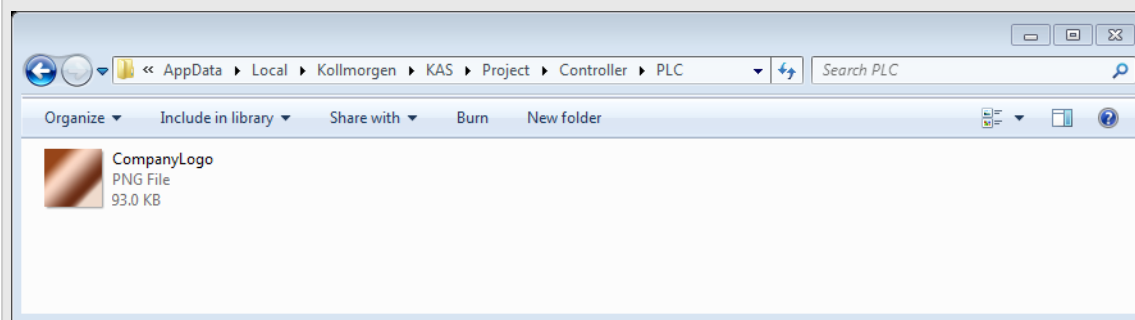 « AppData Local Kollmorgen KAS Project Controller PLC Search PLC
Organize Include in library Share with Burn New folder
CompanyLogo
PNG File
93.0 KB